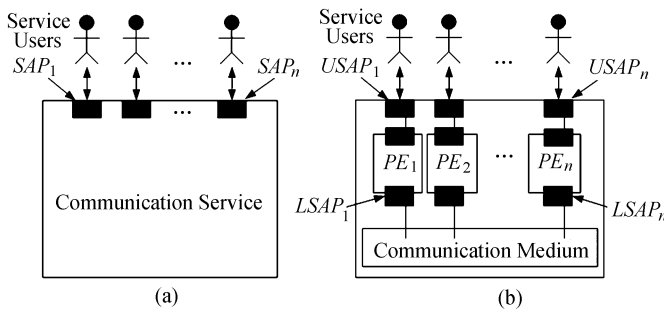 Service
Users
SAP1
...
SAPn
...
Communication Service
(a)
Service
Users
USAP1
...
USAPn
PE1
PE2
...
PEn
LSAP1
LSAPn
Communication Medium
(b)